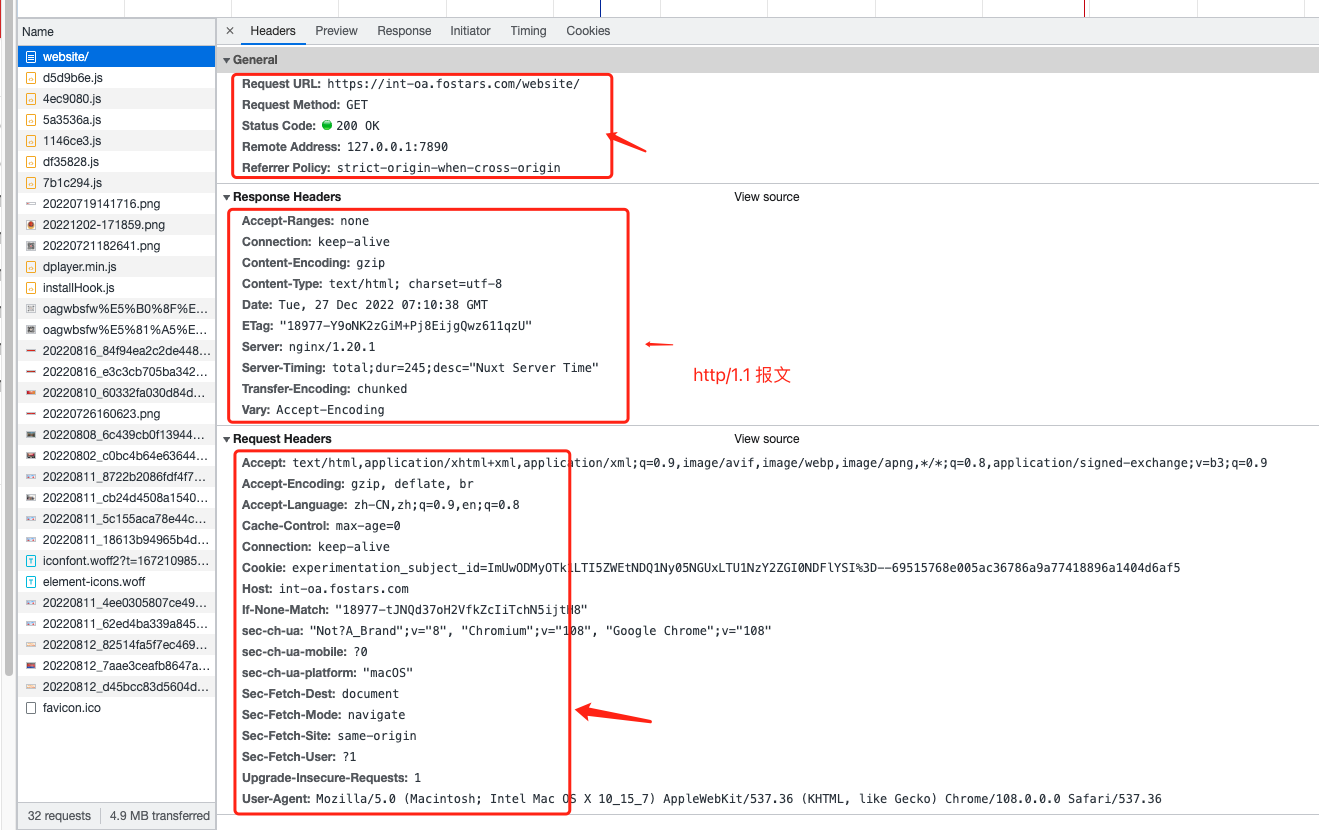 Name
× Headers Preview Response Initiator Timing Cookies
website/
d5d9b6e.js
4ec9080.js
5a3536a.js
1146ce3.js
df35828.js
7b1c294.js
20220719141716.png
20221202-171859.png
20220721182641.png
dplayer.min.js
installHook.js
oagwbsfw%E5%B0%8F%E...
oagwbsfw%E5%81%A5%E...
20220816_84f94ea2c2de448...
20220816_e3c3cb705ba342...
20220810_60332fa030d84d...
20220726160623.png
20220808_6c439cb0f13944...
20220802_c0bc4b64e63644...
20220811_8722b2086fdf4f7...
20220811_cb24d4508a1540...
20220811_5c155aca78e44c...
20220811_18613b94965b4d...
iconfont.woff2?t=167210985...
element-icons.woff
20220811_4ee0305807ce49...
20220811_62ed4ba339a845...
20220812_82514fa5f7ec469...
20220812_7aae3ceafb8647a...
20220812_d45bcc83d5604d...
favicon.ico
32 requests 4.9 MB transferred
General
Request URL: https://int-oa.fostars.com/website/
Request Method: GET
Status Code: 200 OK
Remote Address: 127.0.0.1:7890
Referrer Policy: strict-origin-when-cross-origin
Response Headers View source
Accept-Ranges: none
Connection: keep-alive
Content-Encoding: gzip
Content-Type: text/html; charset=utf-8
Date: Tue, 27 Dec 2022 07:10:38 GMT
ETag: "18977-Y9oNK2zGiM+Pj8EijgQwz611qzU"
Server: nginx/1.20.1
Server-Timing: total;dur=245;desc="Nuxt Server Time"
http/1.1 报文
Transfer-Encoding: chunked
Vary: Accept-Encoding
Request Headers View source
Accept: text/html,application/xhtml+xml,application/xml;q=0.9,image/avif,image/webp,image/apng,*/*;q=0.8,application/signed-exchange;v=b3;q=0.9
Accept-Encoding: gzip, deflate, br
Accept-Language: zh-CN,zh;q=0.9,en;q=0.8
Cache-Control: max-age=0
Connection: keep-alive
Cookie: experimentation_subject_id=ImUwODMyOTk1LTI5ZWEtNDQ1Ny05NGUxLTU1NzY2ZGI0NDFlYSI%3D--69515768e005ac36786a9a77418896a1404d6af5
Host: int-oa.fostars.com
If-None-Match: "18977-tJNQd37oH2VfkZcIiTchN5ijtH8"
sec-ch-ua: "Not?A_Brand";v="8", "Chromium";v="108", "Google Chrome";v="108"
sec-ch-ua-mobile: ?0
sec-ch-ua-platform: "macOS"
Sec-Fetch-Dest: document
Sec-Fetch-Mode: navigate
Sec-Fetch-Site: same-origin
Sec-Fetch-User: ?1
Upgrade-Insecure-Requests: 1
User-Agent: Mozilla/5.0 (Macintosh; Intel Mac OS X 10_15_7) AppleWebKit/537.36 (KHTML, like Gecko) Chrome/108.0.0.0 Safari/537.36